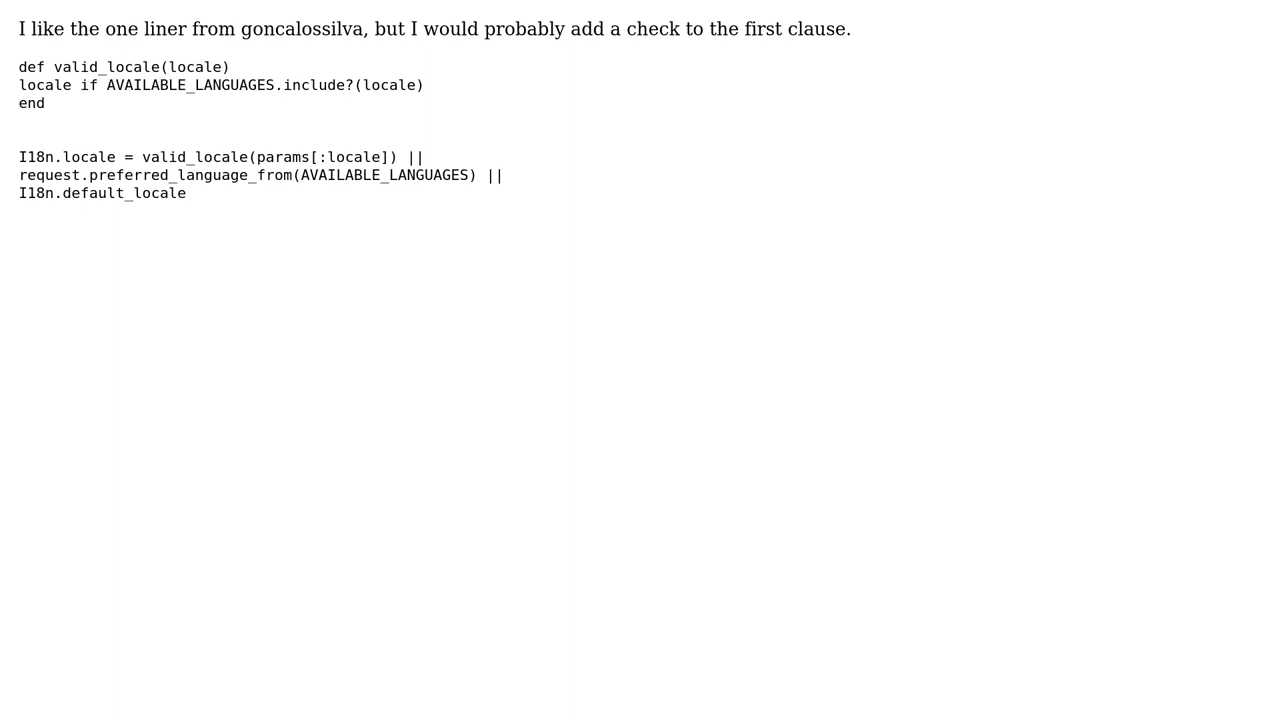 I like the one liner from goncalossilva, but I would probably add a check to the first clause.
def valid_locale(locale)
locale if AVAILABLE_LANGUAGES.include?(locale)
end
I18n.locale = valid_locale(params[:locale]) ||
request.preferred_language_from(AVAILABLE_LANGUAGES) ||
I18n.default_locale